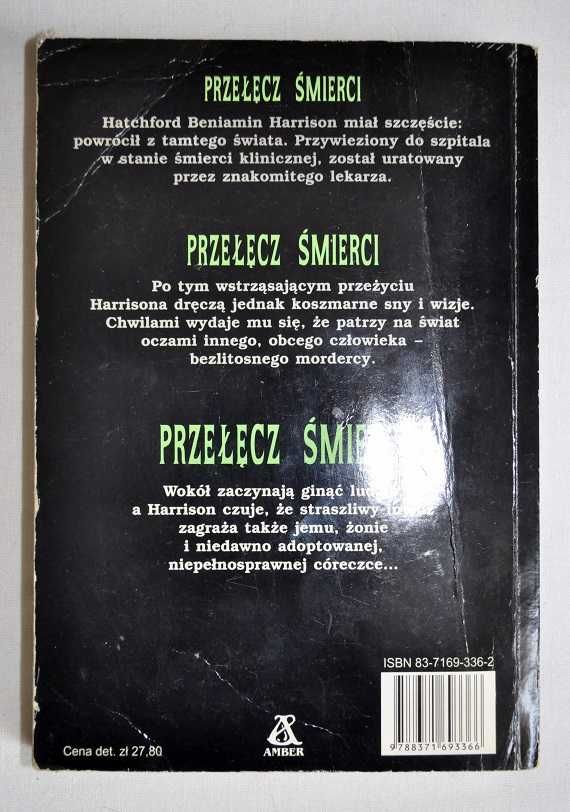 PRZEŁĘCZ ŚMIERCI
Hatchford Beniamin Harrison miał szczęście:
powrócił z tamtego świata. Przywieziony do szpitala
w stanie śmierci klinicznej, został uratowany
przez znakomitego lekarza.
PRZEŁĘCZ ŚMIERCI
Po tym wstrząsającym przeżyciu
Harrisona dręczą jednak koszmarne sny i wizje.
Chwilami wydaje mu się, że patrzy na świat
oczami innego, obcego człowieka –
bezlitosnego mordercy.
PRZEŁĘCZ
Wokół zaczynają ginąć
a Harrison czuje, że straszliwy
zagraża także jemu, żonie
i niedawno adoptowanej,
niepełnosprawnej córeczce...
ISBN 83-7169-336-2
9788371693366
AMBER
Cena det. zł 27,80